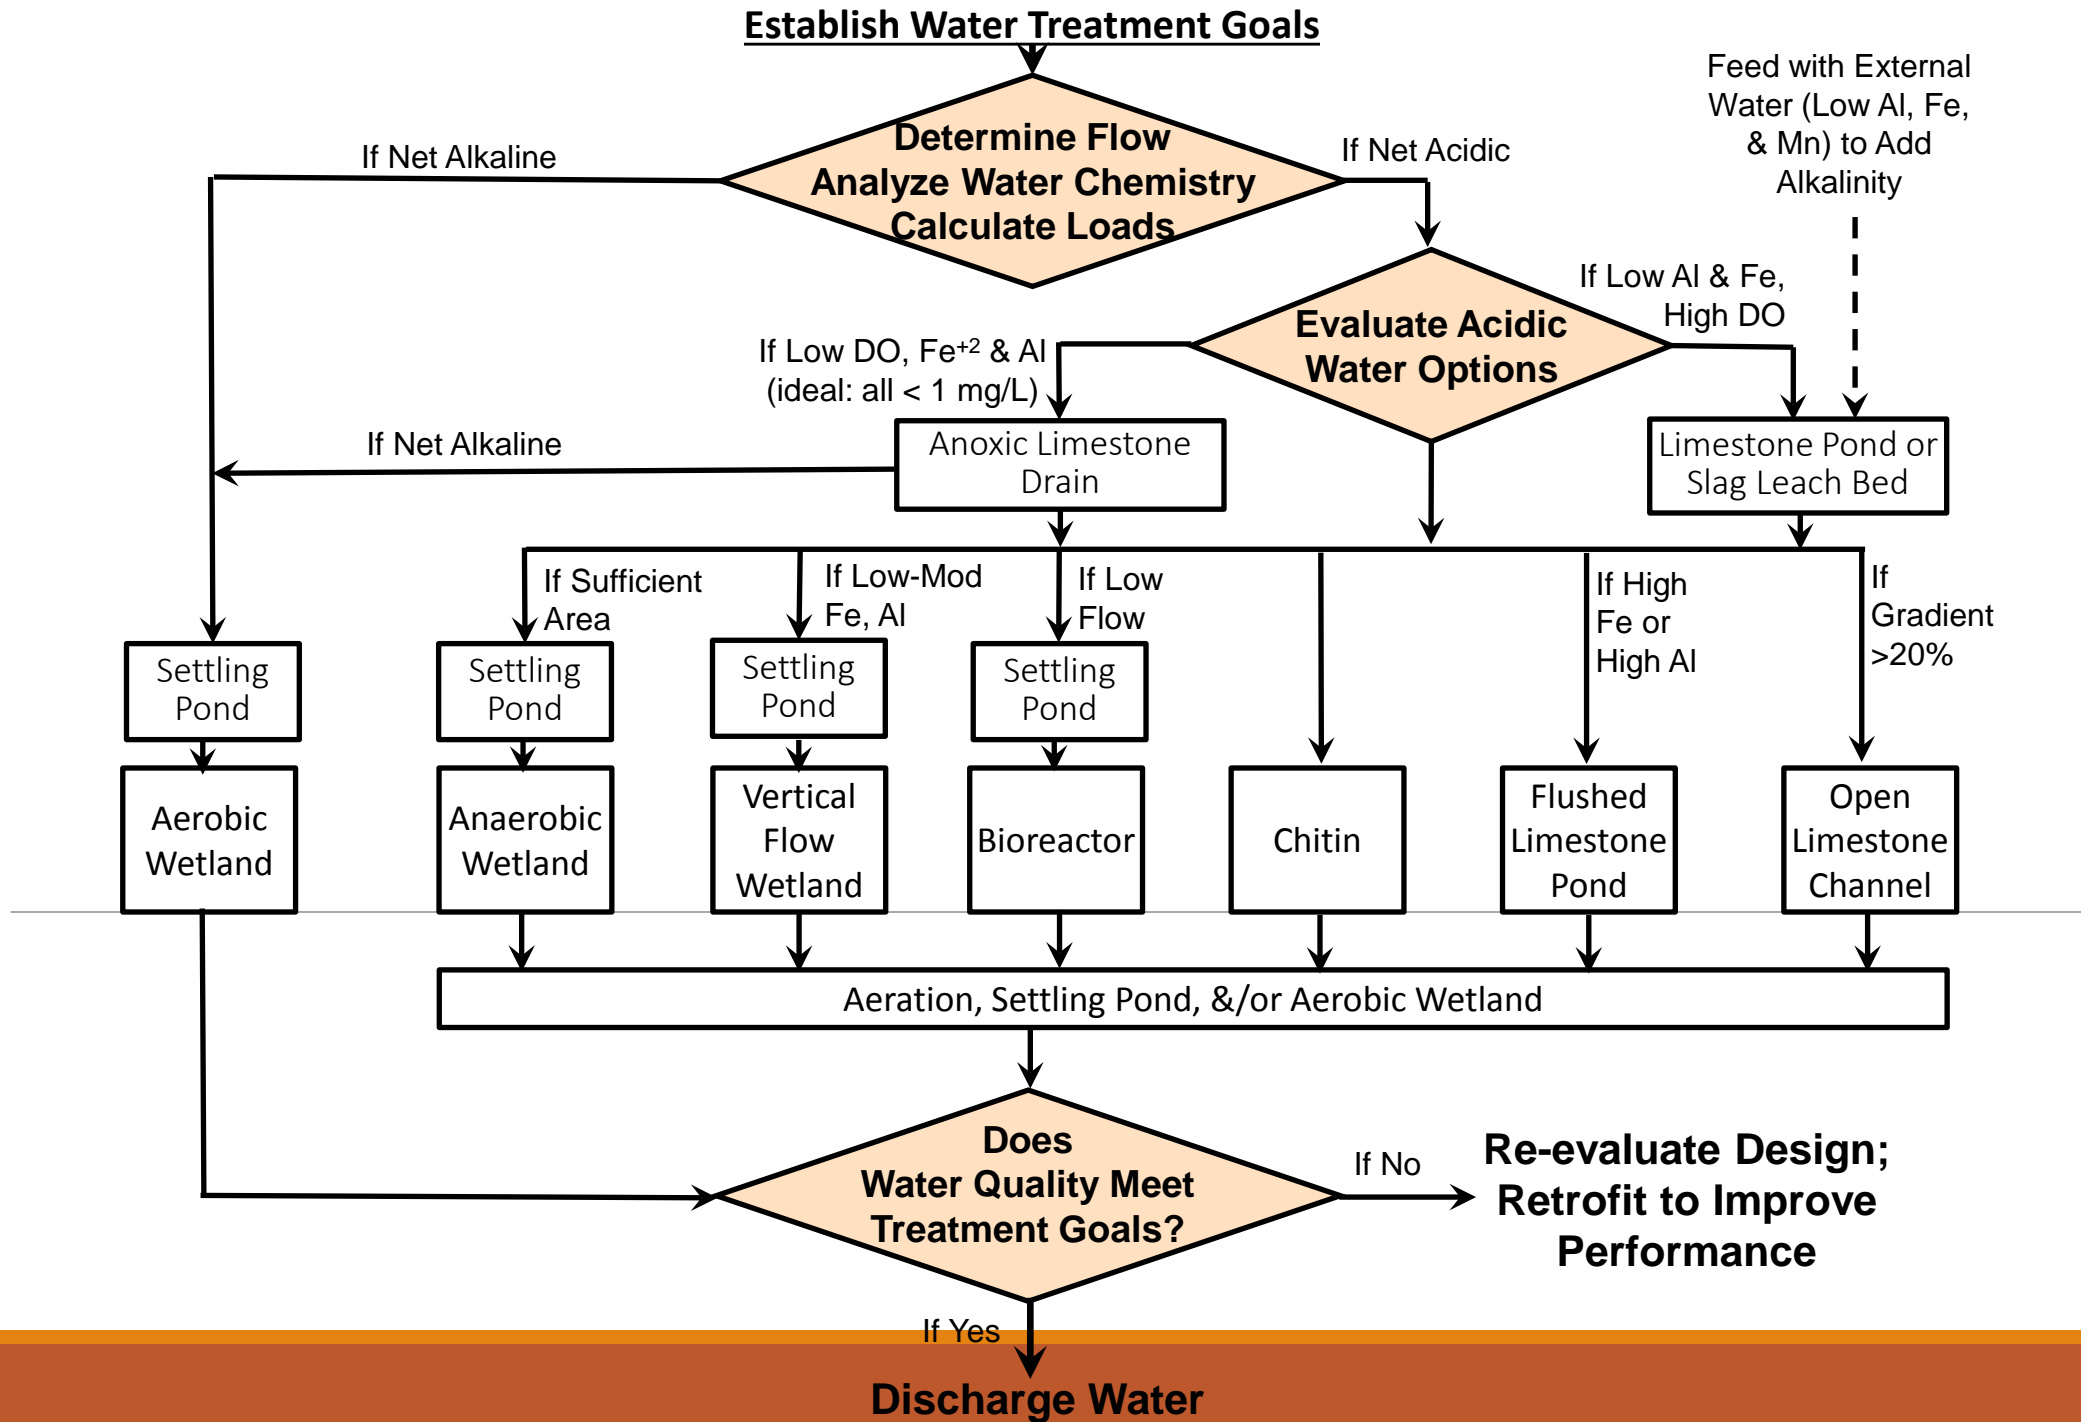 Establish Water Treatment Goals
Feed with External
Water (Low Al, Fe,
& Mn) to Add
Alkalinity
Determine Flow
Analyze Water Chemistry
Calculate Loads
If Net Alkaline
If Net Acidic
If Low Al & Fe,
High DO
Evaluate Acidic
Water Options
If Low DO, Fe+2 & Al
(ideal: all < 1 mg/L)
If Net Alkaline
Anoxic Limestone
Drain
Limestone Pond or
Slag Leach Bed
If Sufficient
Area
If Low-Mod
Fe, Al
If Low
Flow
If High
Fe or
High Al
If
Gradient
>20%
Settling
Pond
Settling
Pond
Settling
Pond
Settling
Pond
Aerobic
Wetland
Anaerobic
Wetland
Vertical
Flow
Wetland
Bioreactor
Chitin
Flushed
Limestone
Pond
Open
Limestone
Channel
Aeration, Settling Pond, &/or Aerobic Wetland
Does
Water Quality Meet
Treatment Goals?
If No
Re-evaluate Design;
Retrofit to Improve
Performance
If Yes
Discharge Water